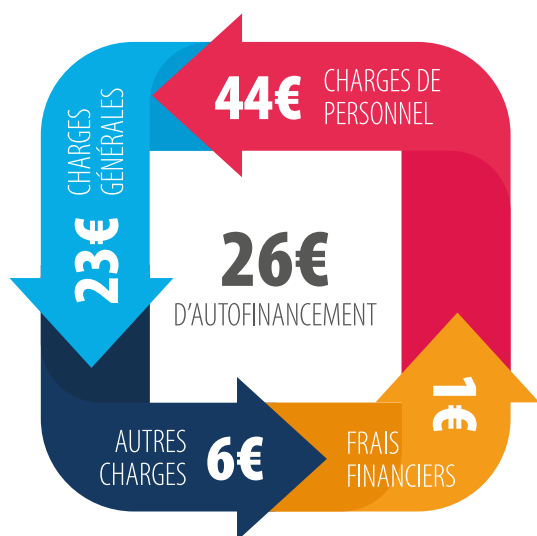 44€
CHARGES DE
PERSONNEL
CHARGES
GÉNÉRALES
23€
26€
D’AUTOFINANCEMENT
AUTRES
CHARGES
6€
FRAIS
FINANCIERS
1€